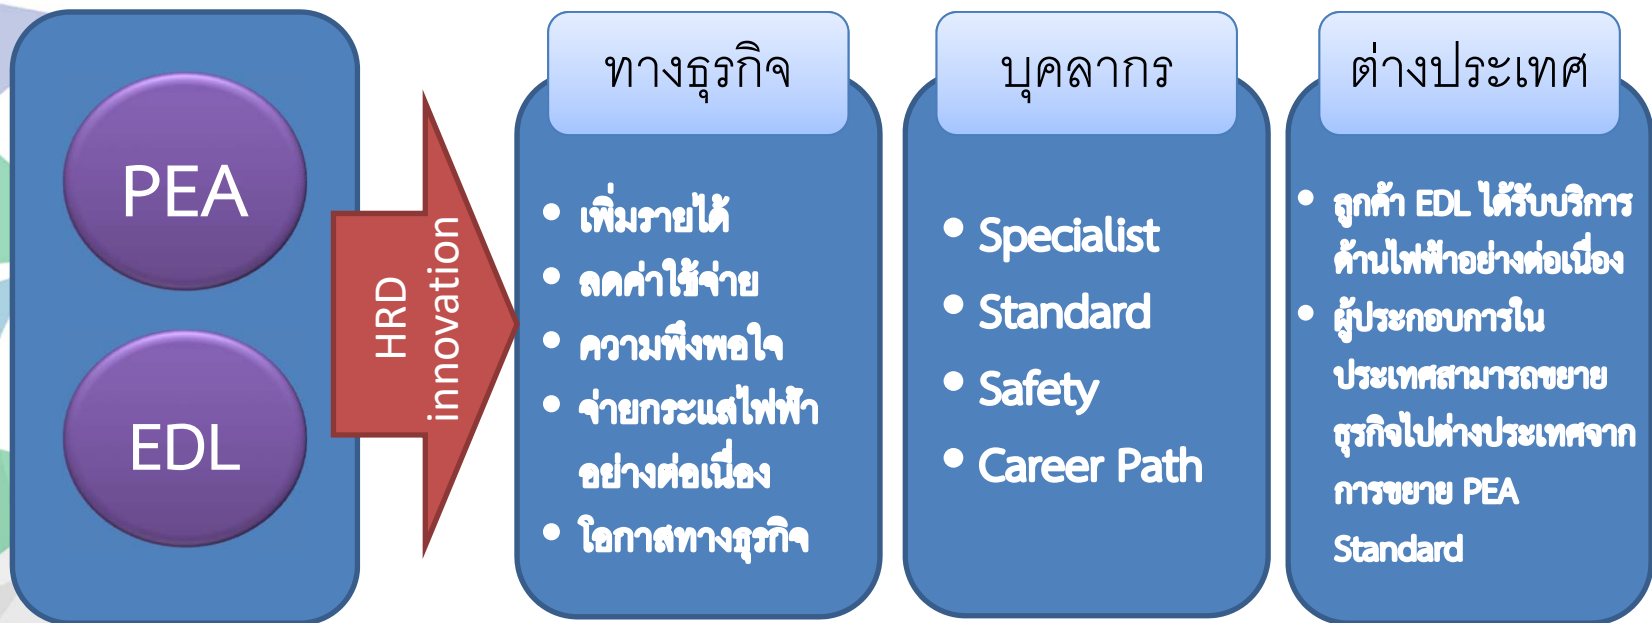 PEA
EDL
HRD
innovation
ทางธุรกิจ
• เพิ่มรายได้
• ลดค่าใช้จ่าย
• ความพึงพอใจ
• จ่ายกระแสไฟฟ้า
อย่างต่อเนื่อง
• โอกาสทางธุรกิจ
บุคลากร
• Specialist
• Standard
• Safety
• Career Path
ต่างประเทศ
• ลูกค้า EDL ได้รับบริการ
ด้านไฟฟ้าอย่างต่อเนื่อง
• ผู้ประกอบการใน
ประเทศสามารถขยาย
ธุรกิจไปต่างประเทศจาก
การขยาย PEA
Standard